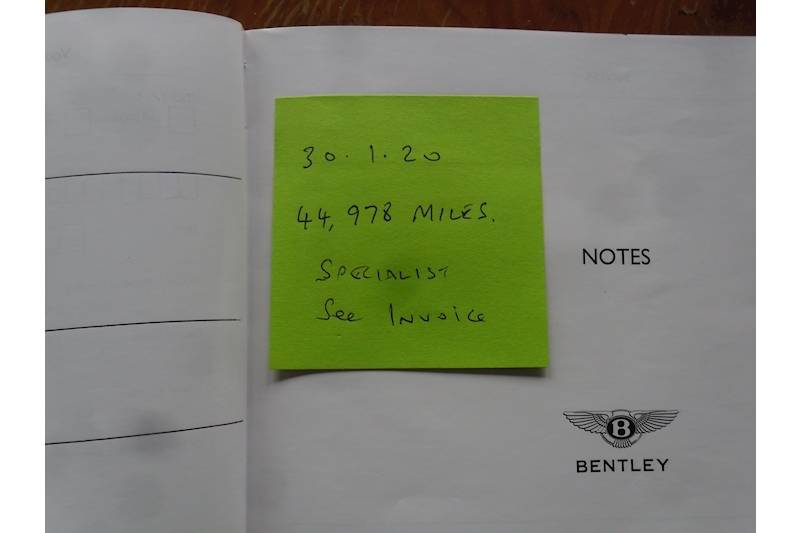 30.1.20
44,978 MILES.
SPECIALIST
See INVOICE
NOTES
B
BENTLEY